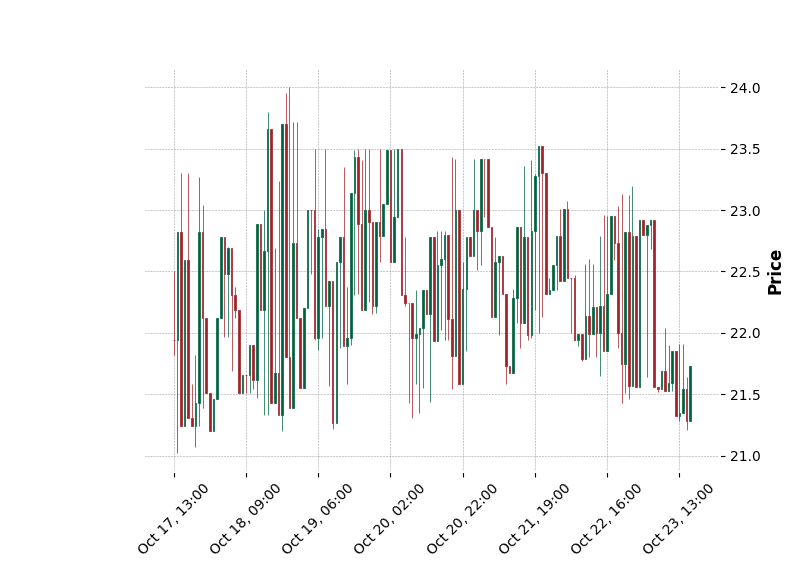 24.0
23.5
23.0
22.5
22.0
21.5
21.0
Price
Oct 17, 13:00
Oct 18, 09:00
Oct 19, 06:00
Oct 20, 02:00
Oct 20, 22:00
Oct 21, 19:00
Oct 22, 16:00
Oct 23, 13:00